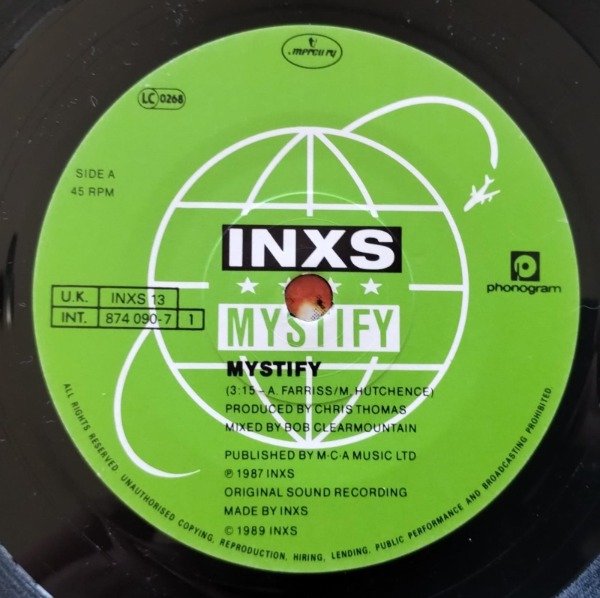 mercury
LC 0268
SIDE A
45 RPM
INXS
MYSTIFY
phonogram
U.K. INXS 13
INT. 874 090-7 1
MYSTIFY
(3:15 – A. FARRISS/M. HUTCHENCE)
PRODUCED BY CHRIS THOMAS
MIXED BY BOB CLEARMOUNTAIN
PUBLISHED BY M·C·A MUSIC LTD
℗ 1987 INXS
ORIGINAL SOUND RECORDING
MADE BY INXS
© 1989 INXS
ALL RIGHTS RESERVED. UNAUTHORISED COPYING, REPRODUCTION, HIRING, LENDING, PUBLIC PERFORMANCE AND BROADCASTING PROHIBITED.